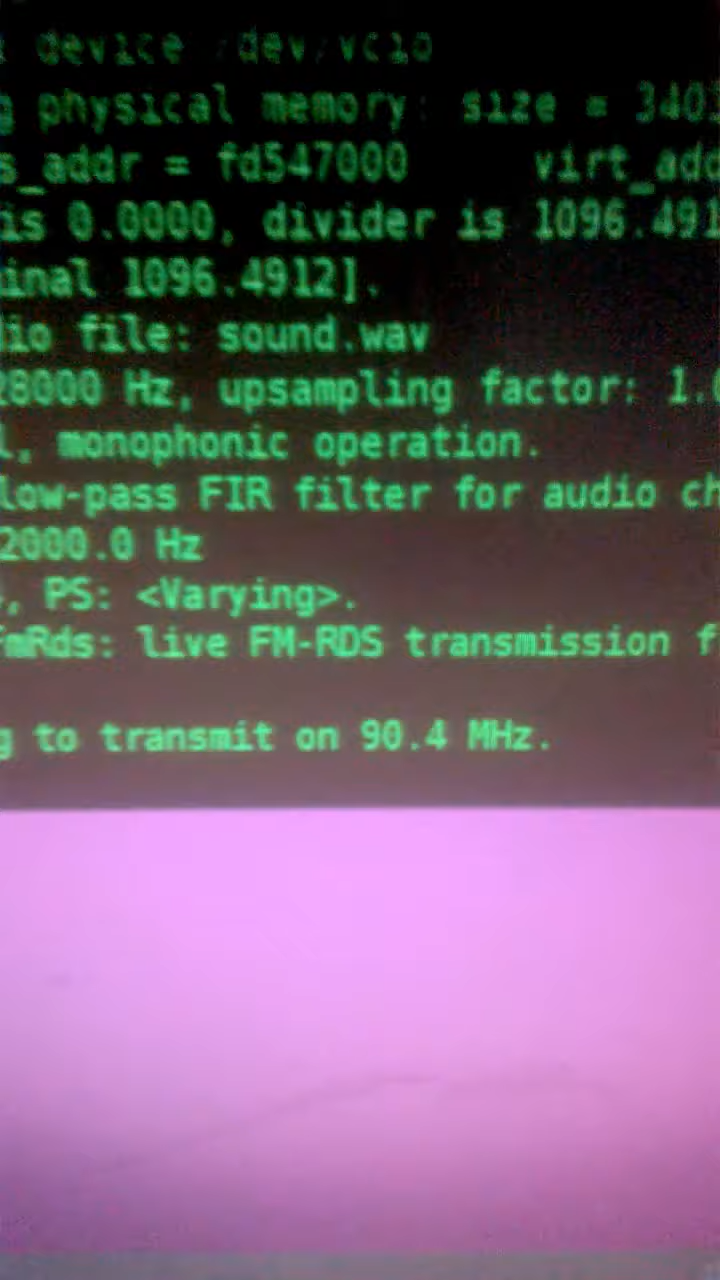 device /dev/vcio
g physical memory: size = 3403
s_addr = fd547000 virt_add
is 0.0000, divider is 1096.491
inal 1096.4912].
io file: sound.wav
28000 Hz, upsampling factor: 1.
l, monophonic operation.
low-pass FIR filter for audio ch
2000.0 Hz
, PS: <Varying>.
FmRds: live FM-RDS transmission f
g to transmit on 90.4 MHz.